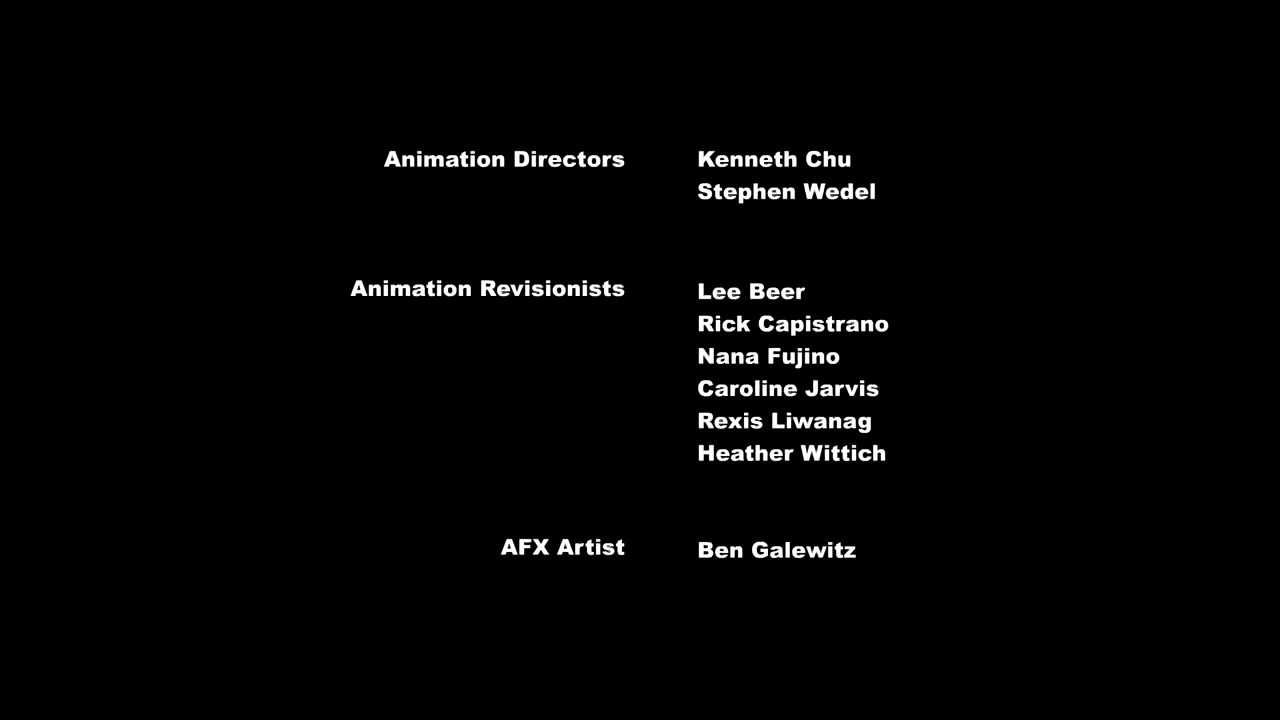 Animation Directors Kenneth Chu
Stephen Wedel
Animation Revisionists Lee Beer
Rick Capistrano
Nana Fujino
Caroline Jarvis
Rexis Liwanag
Heather Wittich
AFX Artist Ben Galewitz